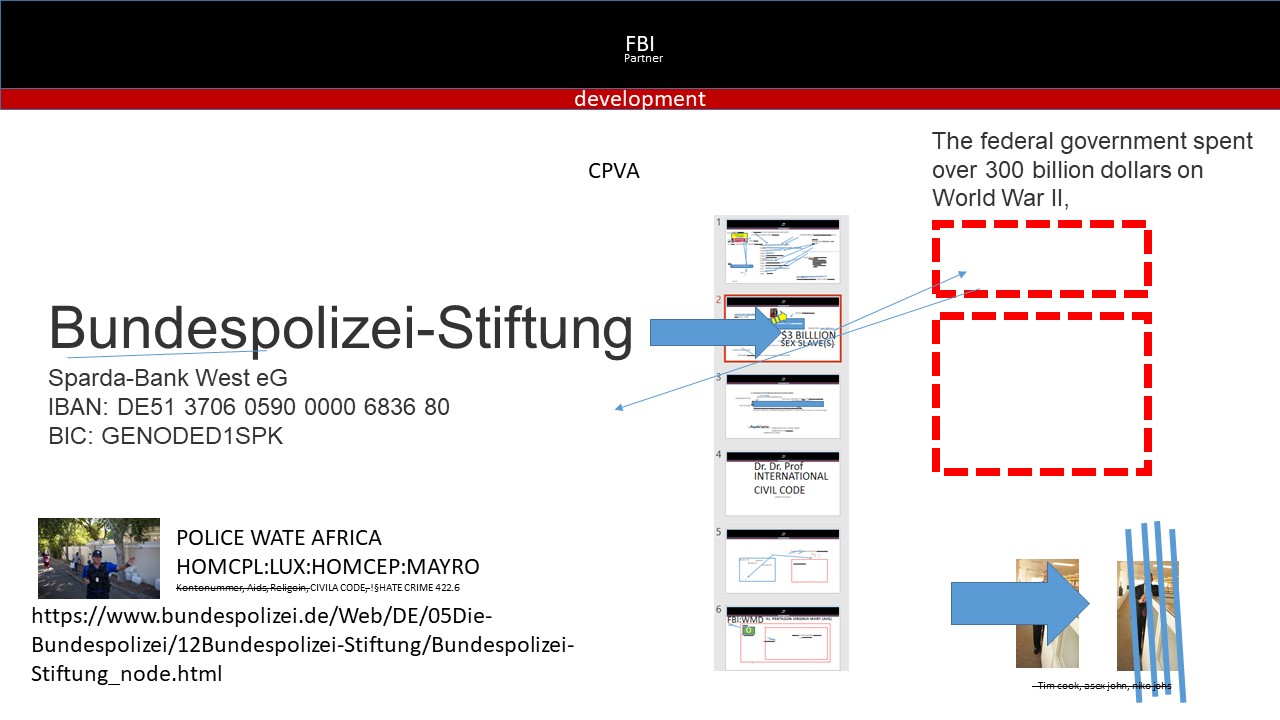 FBI
Partner
development
The federal government spent
over 300 billion dollars on
World War II,
CPVA
1
2
$3 BILLLION
SEX SLAVE(S)
3
4
Dr. Dr. Prof
INTERNATIONAL
CIVIL CODE
5
6
FBI:WMD
Bundespolizei-Stiftung
Sparda-Bank West eG
IBAN: DE51 3706 0590 0000 6836 80
BIC: GENODED1SPK
POLICE WATE AFRICA
HOMCPL:LUX:HOMCEP:MAYRO
Kontonummer, Aids, Religoin, CIVILA CODE, !§HATE CRIME 422.6
https://www.bundespolizei.de/Web/DE/05Die-
Bundespolizei/12Bundespolizei-Stiftung/Bundespolizei-
Stiftung_node.html
Tim cook, asex john, niko johs